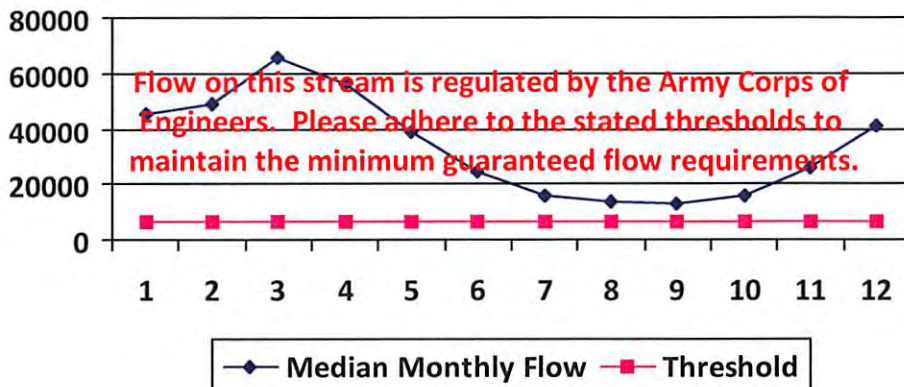 80000
60000
40000
20000
0
Flow on this stream is regulated by the Army Corps of
Engineers. Please adhere to the stated thresholds to
maintain the minimum guaranteed flow requirements.
1 2 3 4 5 6 7 8 9 10 11 12
Median Monthly Flow Threshold